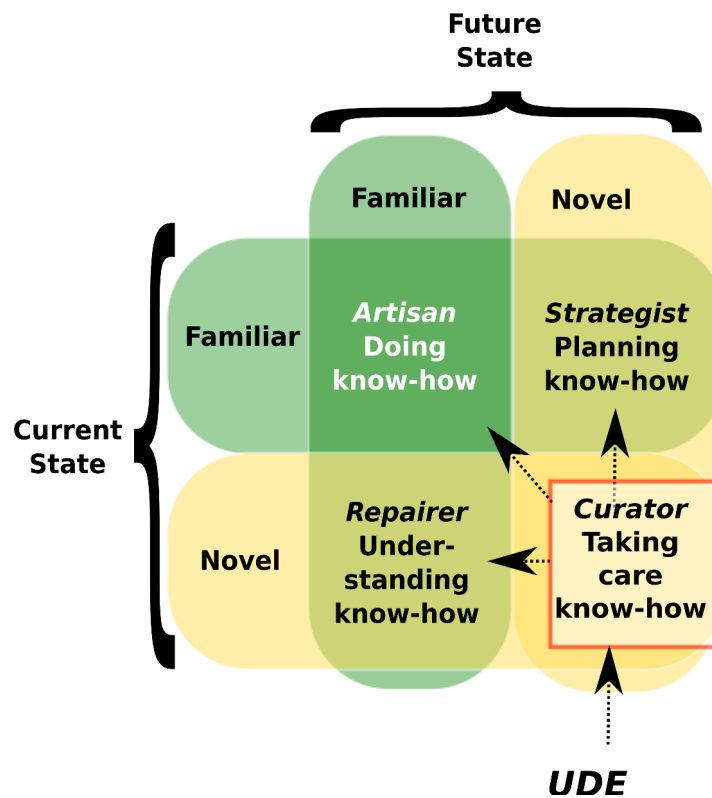 Future
State
Familiar
Novel
Familiar
Artisan
Doing
know-how
Strategist
Planning
know-how
Current
State
Novel
Repairer
Under-
standing
know-how
Curator
Taking
care
know-how
UDE